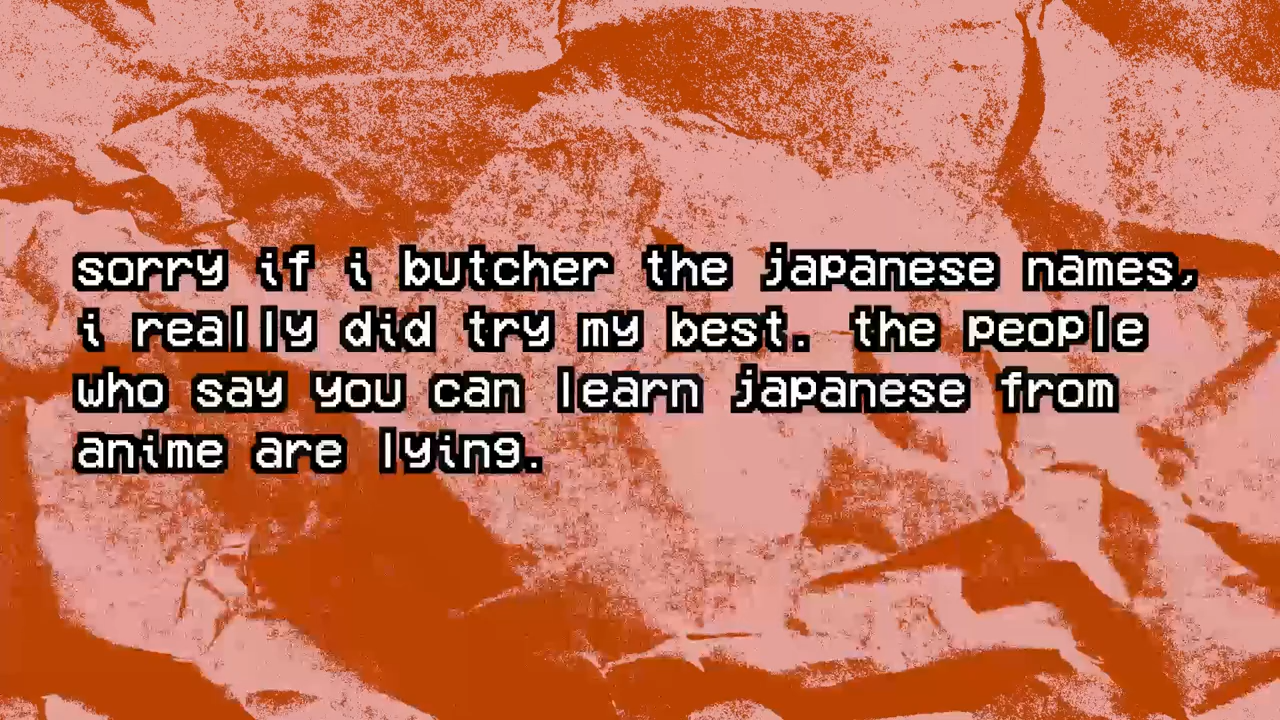 sorry if i butcher the japanese names,
i really did try my best. the people
who say you can learn japanese from
anime are lying.